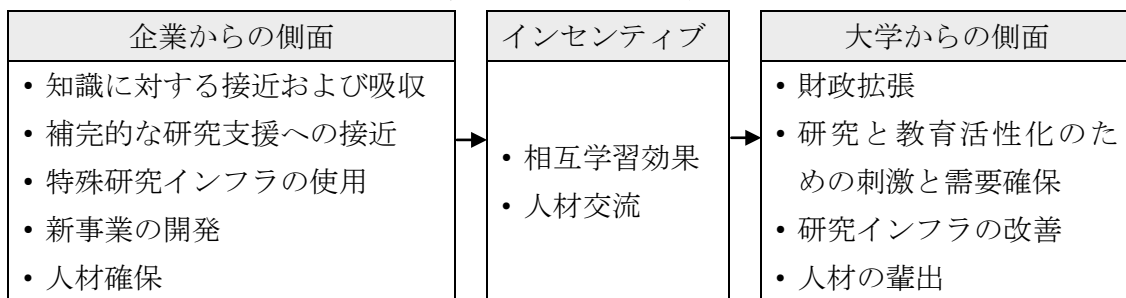 企業からの側面
• 知識に対する接近および吸収
• 補完的な研究支援への接近
• 特殊研究インフラの使用
• 新事業の開発
• 人材確保
インセンティブ
• 相互学習効果
• 人材交流
大学からの側面
• 財政拡張
• 研究と教育活性化のた
めの刺激と需要確保
• 研究インフラの改善
• 人材の輩出